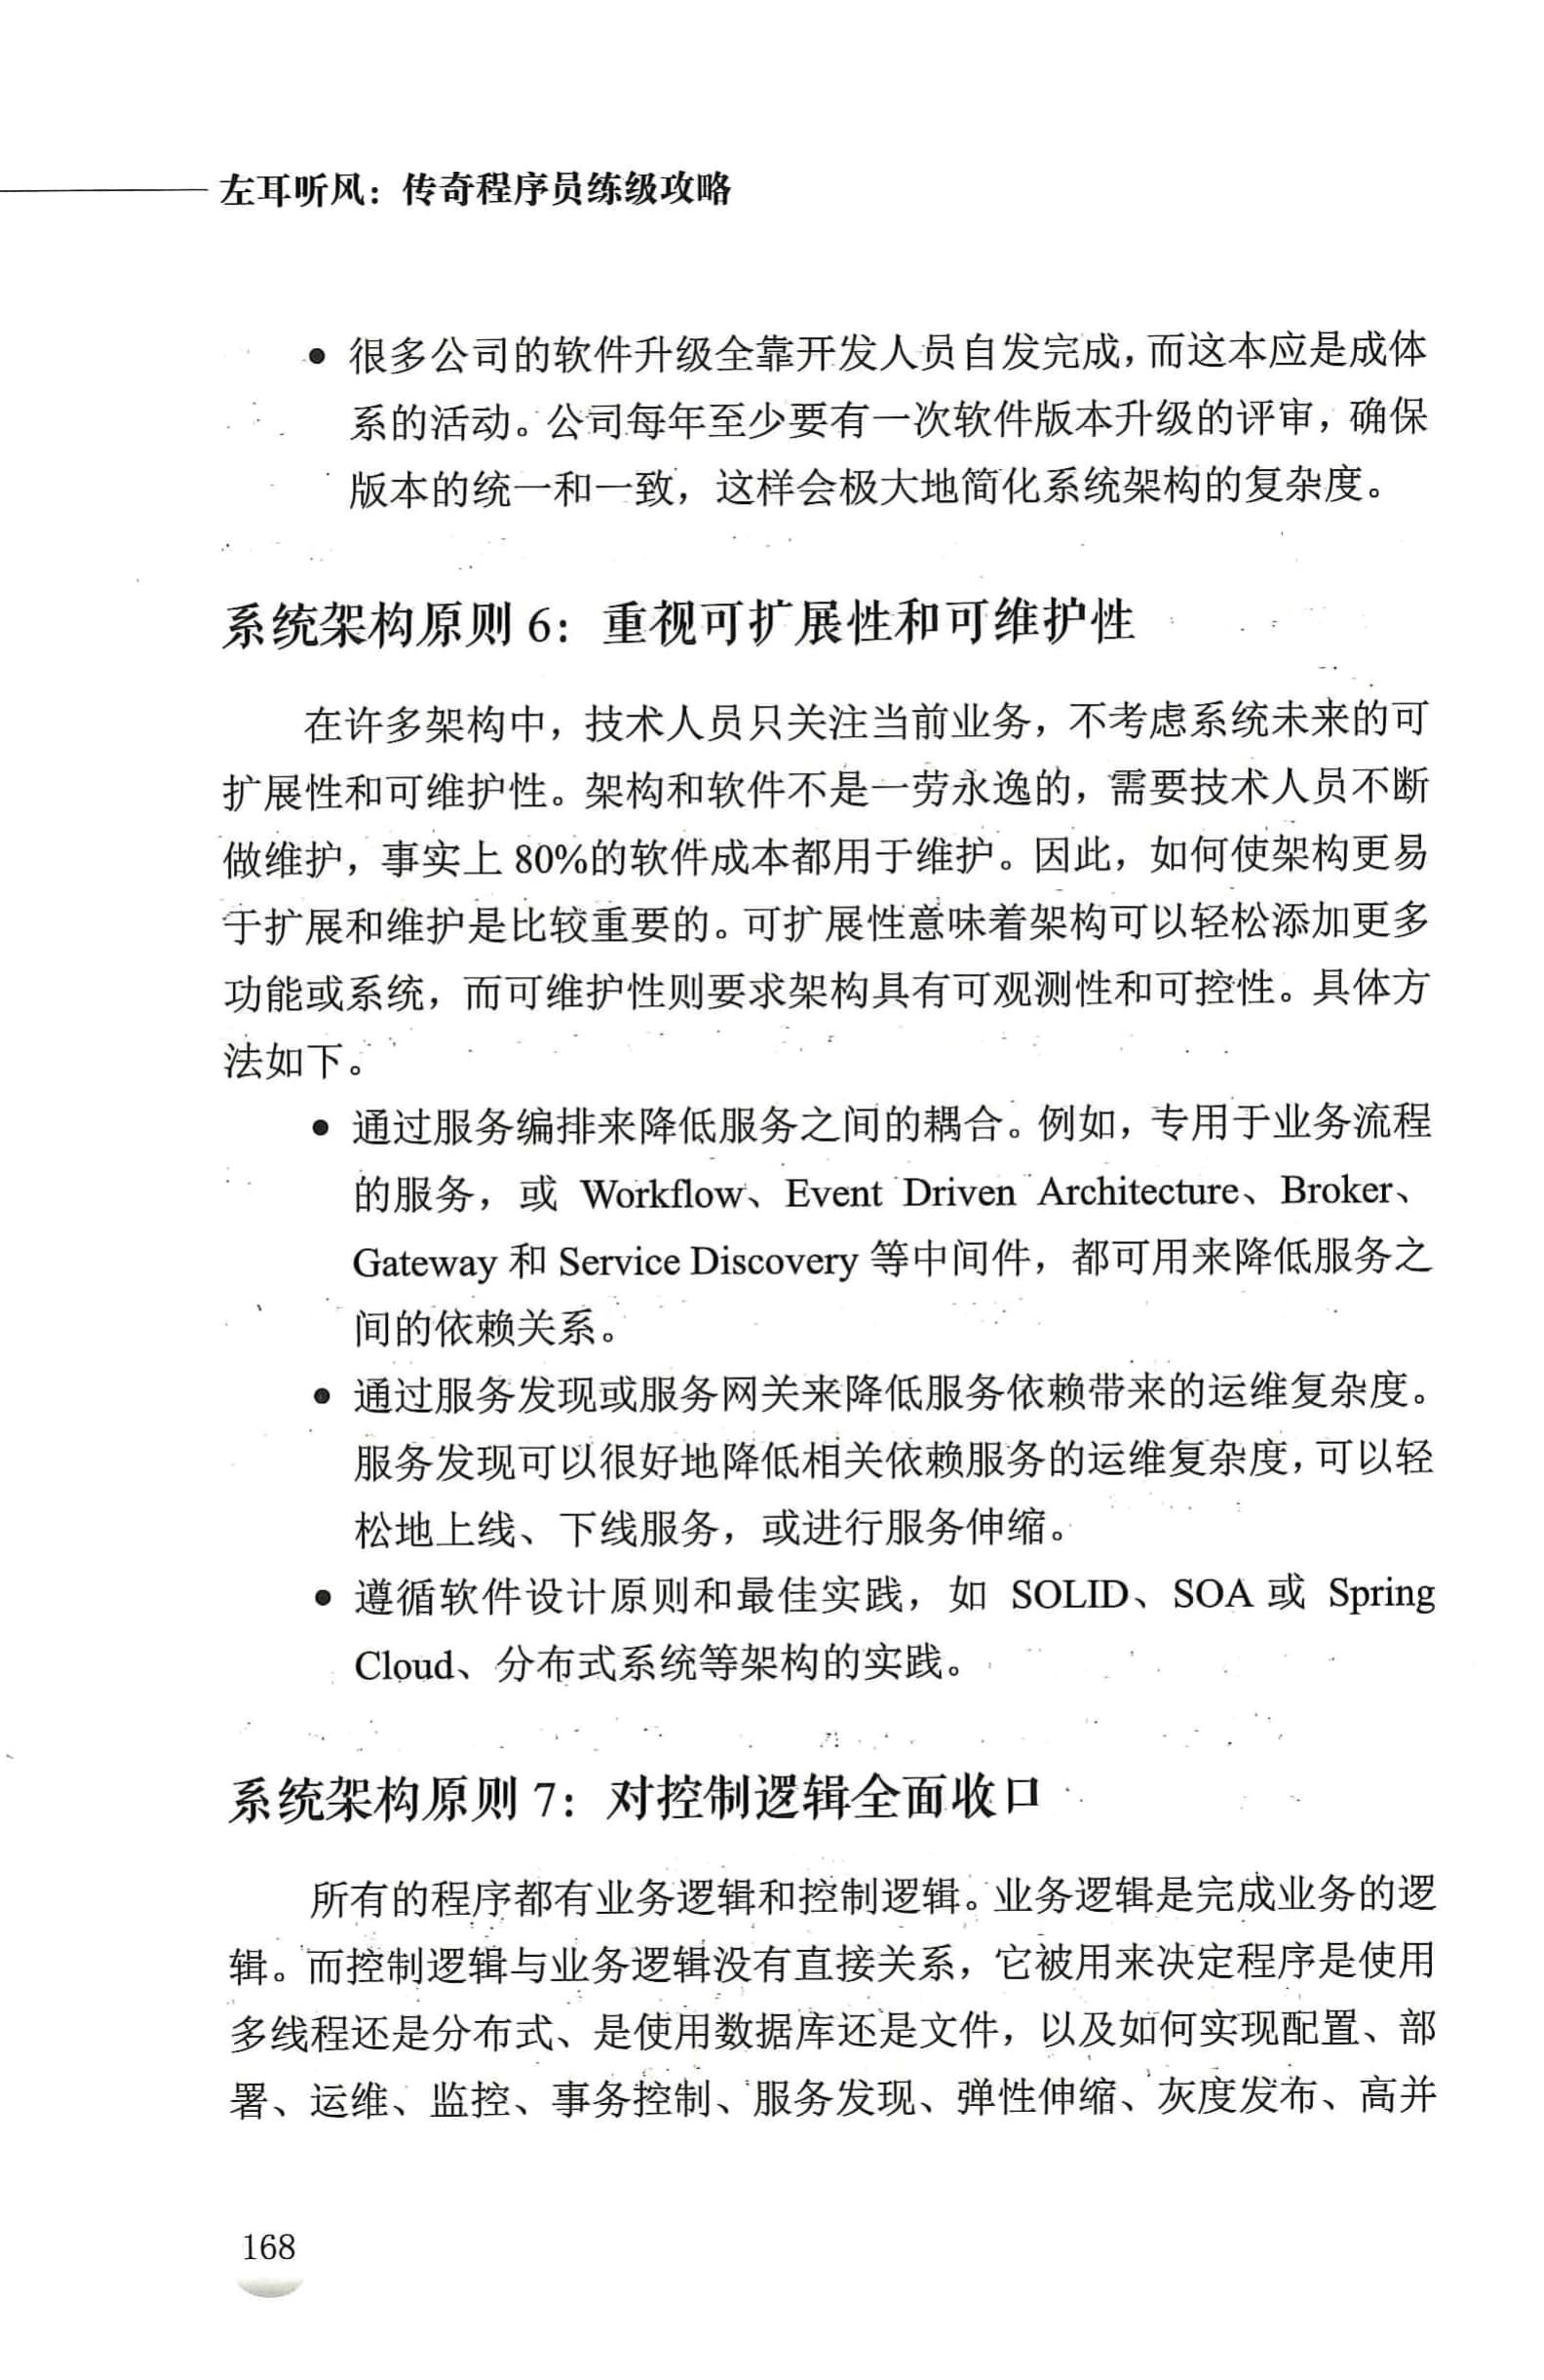 左耳听风：传奇程序员练级攻略
● 很多公司的软件升级全靠开发人员自发完成，而这本应是成体
系的活动。公司每年至少要有一次软件版本升级的评审，确保
版本的统一和一致，这样会极大地简化系统架构的复杂度。
系统架构原则 6：重视可扩展性和可维护性
在许多架构中，技术人员只关注当前业务，不考虑系统未来的可
扩展性和可维护性。架构和软件不是一劳永逸的，需要技术人员不断
做维护，事实上 80%的软件成本都用于维护。因此，如何使架构更易
于扩展和维护是比较重要的。可扩展性意味着架构可以轻松添加更多
功能或系统，而可维护性则要求架构具有可观测性和可控性。具体方
法如下。
● 通过服务编排来降低服务之间的耦合。例如，专用于业务流程
的服务，或 Workflow、Event Driven Architecture、Broker、
Gateway 和 Service Discovery 等中间件，都可用来降低服务之
间的依赖关系。
● 通过服务发现或服务网关来降低服务依赖带来的运维复杂度。
服务发现可以很好地降低相关依赖服务的运维复杂度，可以轻
松地上线、下线服务，或进行服务伸缩。
● 遵循软件设计原则和最佳实践，如 SOLID、SOA 或 Spring
Cloud、分布式系统等架构的实践。
系统架构原则 7：对控制逻辑全面收口
所有的程序都有业务逻辑和控制逻辑。业务逻辑是完成业务的逻
辑。而控制逻辑与业务逻辑没有直接关系，它被用来决定程序是使用
多线程还是分布式、是使用数据库还是文件，以及如何实现配置、部
署、运维、监控、事务控制、服务发现、弹性伸缩、灰度发布、高并
168